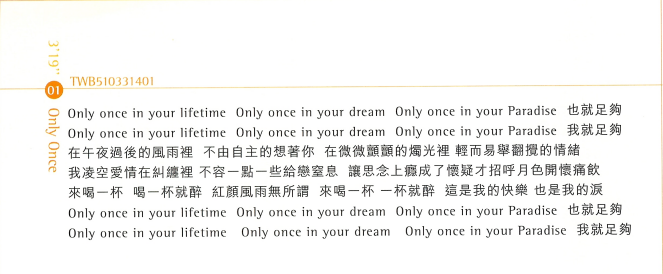 3'19"
TWB510331401
01 Only Once
Only once in your lifetime Only once in your dream Only once in your Paradise 也就足夠
Only once in your lifetime Only once in your dream Only once in your Paradise 我就足夠
在午夜過後的風雨裡 不由自主的想著你 在微微顫顫的燭光裡 輕而易舉翻攪的情緒
我凌空愛情在糾纏裡 不容一點一些給戀窒息 讓思念上癮成了懷疑才招呼月色開懷痛飲
來喝一杯 喝一杯就醉 紅顏風雨無所謂 來喝一杯 一杯就醉 這是我的快樂 也是我的淚
Only once in your lifetime Only once in your dream Only once in your Paradise 也就足夠
Only once in your lifetime Only once in your dream Only once in your Paradise 我就足夠